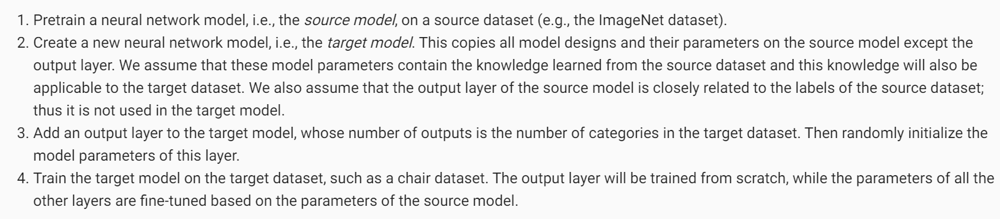 1. Pretrain a neural network model, i.e., the source model, on a source dataset (e.g., the ImageNet dataset).
2. Create a new neural network model, i.e., the target model. This copies all model designs and their parameters on the source model except the
output layer. We assume that these model parameters contain the knowledge learned from the source dataset and this knowledge will also be
applicable to the target dataset. We also assume that the output layer of the source model is closely related to the labels of the source dataset;
thus it is not used in the target model.
3. Add an output layer to the target model, whose number of outputs is the number of categories in the target dataset. Then randomly initialize the
model parameters of this layer.
4. Train the target model on the target dataset, such as a chair dataset. The output layer will be trained from scratch, while the parameters of all the
other layers are fine-tuned based on the parameters of the source model.